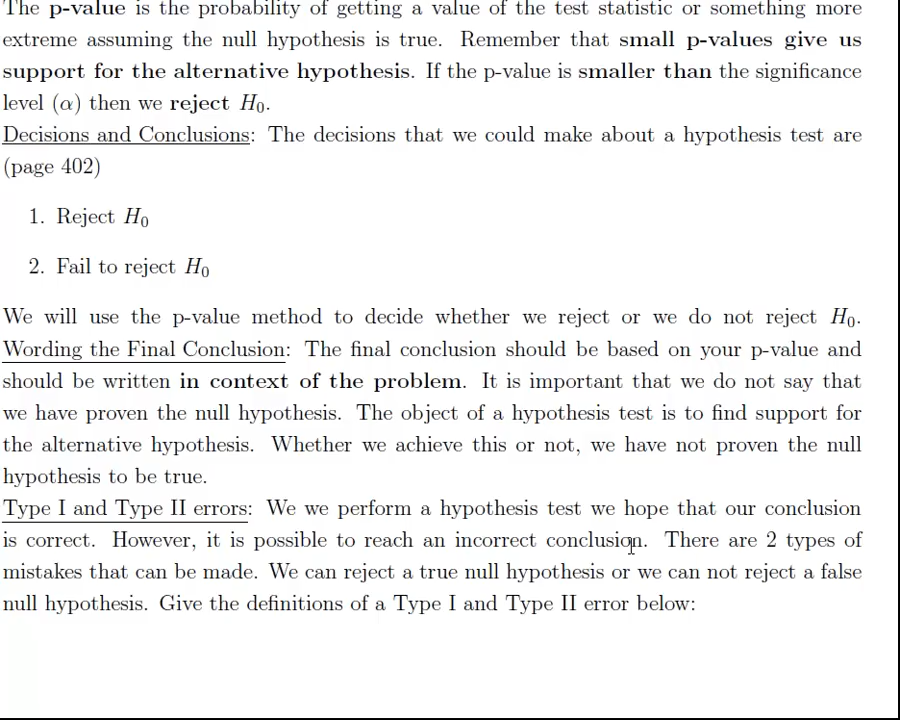 The p-value is the probability of getting a value of the test statistic or something more
extreme assuming the null hypothesis is true. Remember that small p-values give us
support for the alternative hypothesis. If the p-value is smaller than the significance
level (α) then we reject H₀.
Decisions and Conclusions: The decisions that we could make about a hypothesis test are
(page 402)
1. Reject H₀
2. Fail to reject H₀
We will use the p-value method to decide whether we reject or we do not reject H₀.
Wording the Final Conclusion: The final conclusion should be based on your p-value and
should be written in context of the problem. It is important that we do not say that
we have proven the null hypothesis. The object of a hypothesis test is to find support for
the alternative hypothesis. Whether we achieve this or not, we have not proven the null
hypothesis to be true.
Type I and Type II errors: We we perform a hypothesis test we hope that our conclusion
is correct. However, it is possible to reach an incorrect conclusion. There are 2 types of
mistakes that can be made. We can reject a true null hypothesis or we can not reject a false
null hypothesis. Give the definitions of a Type I and Type II error below: